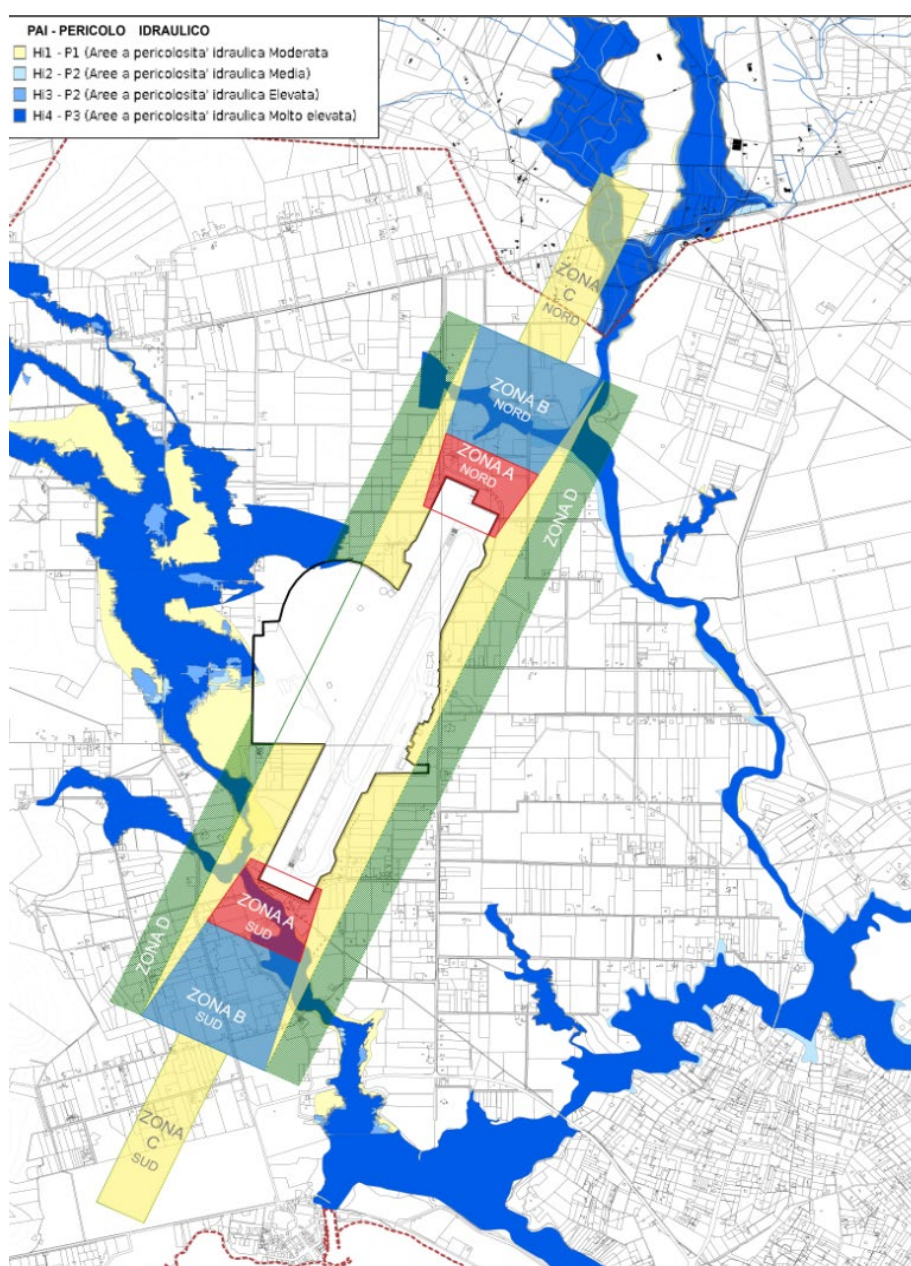 PAI - PERICOLO IDRAULICO
Hi1 - P1 (Aree a pericolosita' idraulica Moderata
Hi2 - P2 (Aree a pericolosita' idraulica Media)
Hi3 - P2 (Aree a pericolosita' idraulica Elevata)
Hi4 - P3 (Aree a pericolosita' idraulica Molto elevata)
ZONA
C
NORD
ZONA B
NORD
ZONA A
NORD
ZONA D
ZONA A
SUD
ZONA D
ZONA B
SUD
ZONA
C
SUD